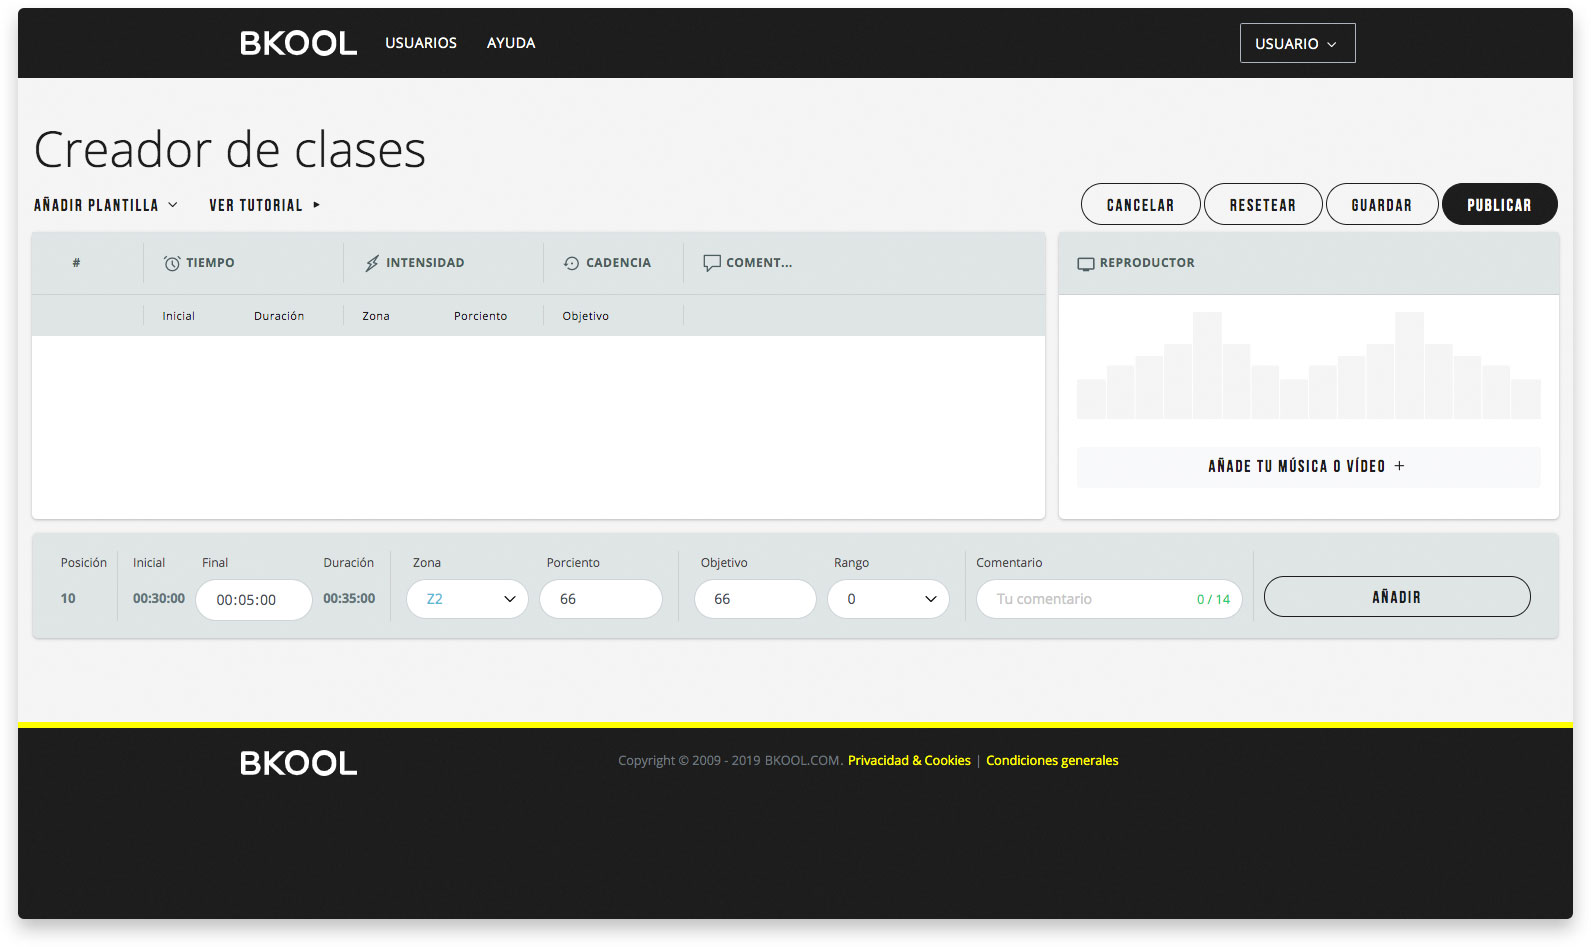 BKOOL USUARIOS AYUDA USUARIO
Creador de clases
AÑADIR PLANTILLA VER TUTORIAL CANCELAR RESETEAR GUARDAR PUBLICAR
# TIEMPO INTENSIDAD CADENCIA COMENT... REPRODUCTOR
Inicial Duración Zona Porciento Objetivo
AÑADE TU MÚSICA O VÍDEO +
Posición Inicial Final Duración Zona Porciento Objetivo Rango Comentario
10 00:30:00 00:05:00 00:35:00 Z2 66 66 0 Tu comentario 0 / 14 AÑADIR
BKOOL Copyright © 2009 - 2019 BKOOL.COM. Privacidad & Cookies | Condiciones generales